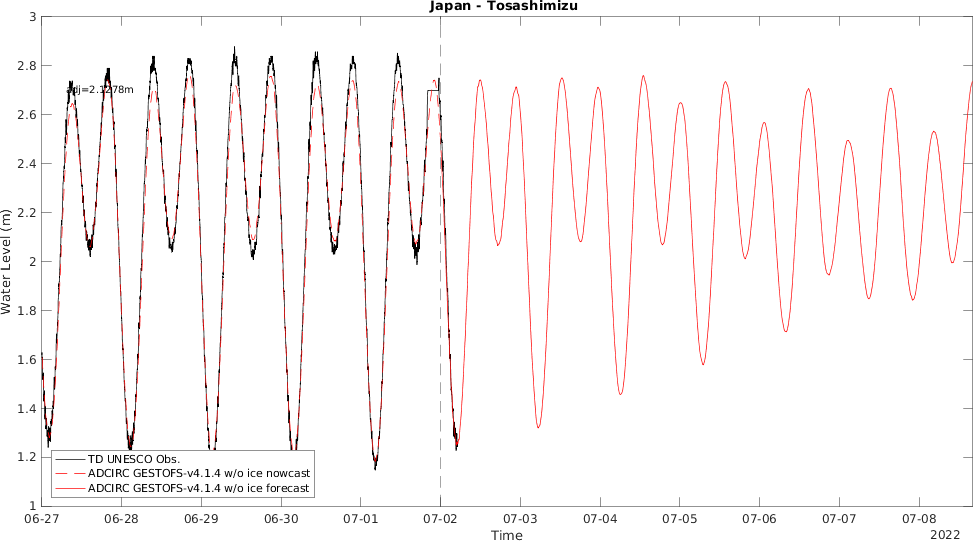 Japan - Tosashimizu
3
2.8
2.6
2.4
2.2
2
1.8
1.6
1.4
1.2
1
Water Level (m)
adj=2.1278m
TD UNESCO Obs.
ADCIRC GESTOFS-v4.1.4 w/o ice nowcast
ADCIRC GESTOFS-v4.1.4 w/o ice forecast
06-27 06-28 06-29 06-30 07-01 07-02 07-03 07-04 07-05 07-06 07-07 07-08
Time
2022